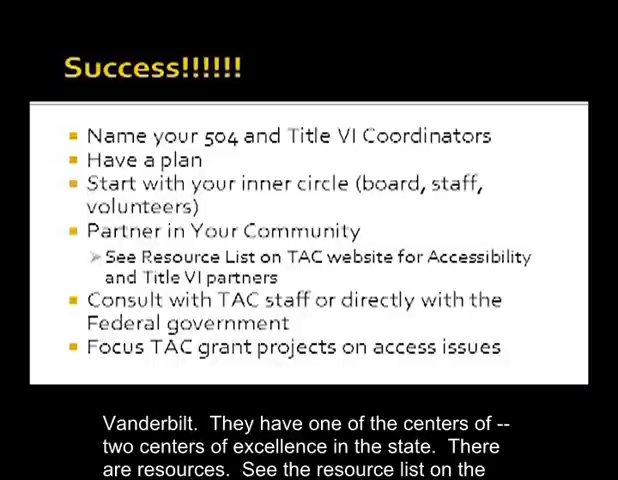 Success!!!!!!
Name your 504 and Title VI Coordinators
Have a plan
Start with your inner circle (board, staff,
volunteers)
Partner in Your Community
See Resource List on TAC website for Accessibility
and Title VI partners
Consult with TAC staff or directly with the
Federal government
Focus TAC grant projects on access issues
Vanderbilt.  They have one of the centers of --
two centers of excellence in the state.  There
are resources.  See the resource list on the